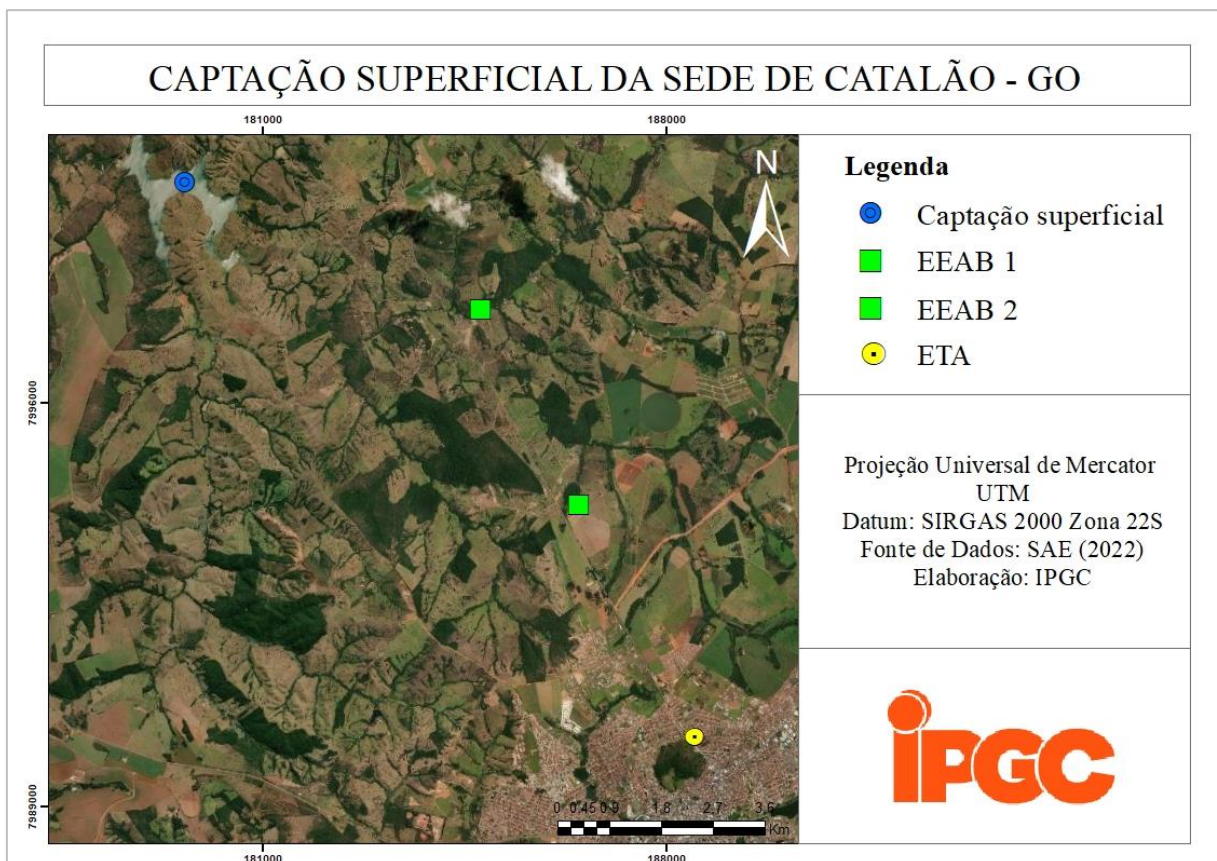 CAPTAÇÃO SUPERFICIAL DA SEDE DE CATALÃO - GO
181000 188000
N
7996000
7989000
0 0.45 0.9 1.8 2.7 3.6
Km
181000 188000
Legenda
Captação superficial
EEAB 1
EEAB 2
ETA
Projeção Universal de Mercator
UTM
Datum: SIRGAS 2000 Zona 22S
Fonte de Dados: SAE (2022)
Elaboração: IPGC
iPGC